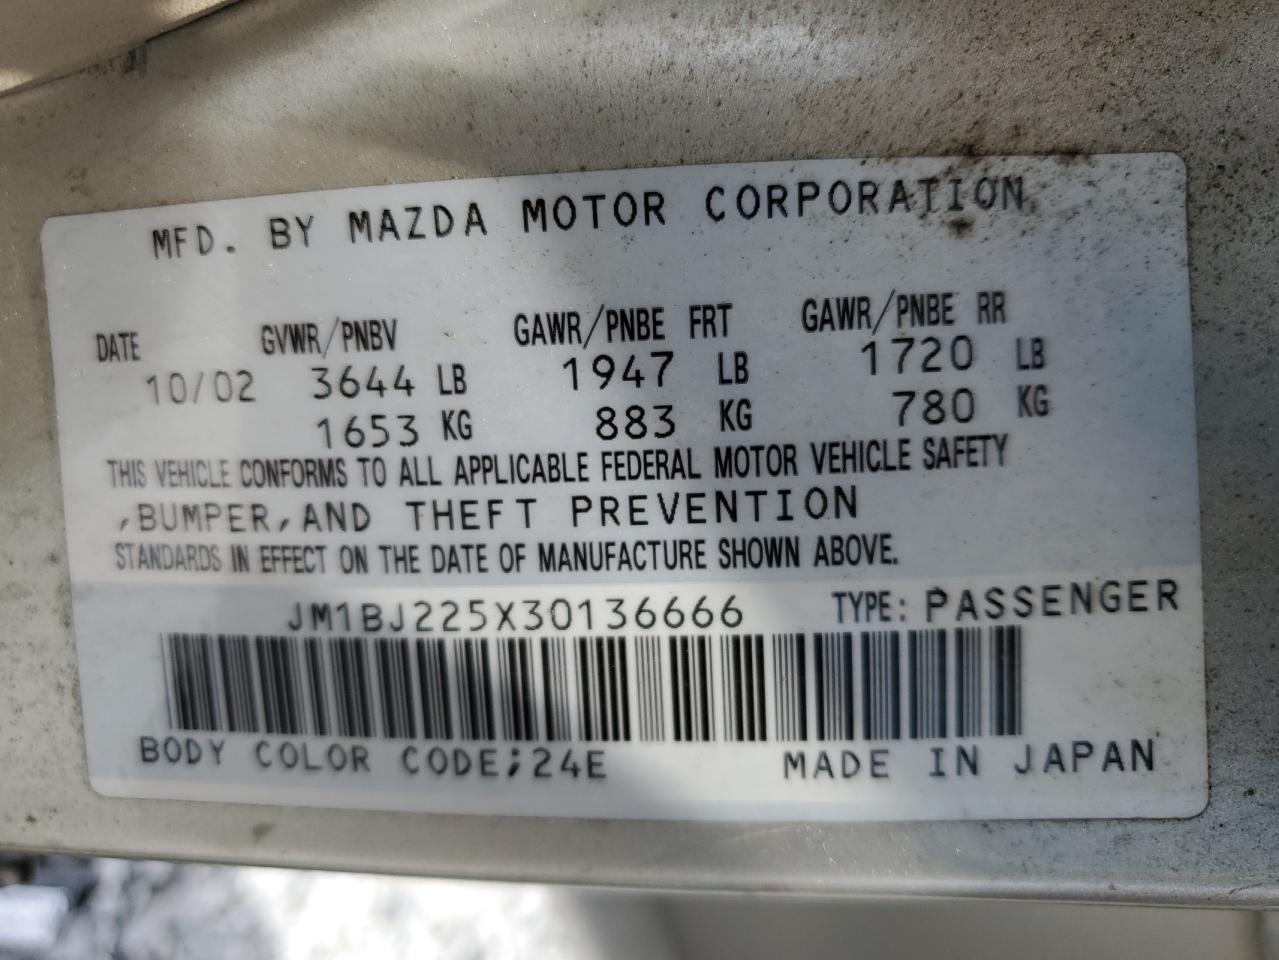 MFD. BY MAZDA MOTOR CORPORATION
DATE GVWR/PNBV GAWR/PNBE FRT GAWR/PNBE RR
10/02 3644 LB 1947 LB 1720 LB
1653 KG 883 KG 780 KG
THIS VEHICLE CONFORMS TO ALL APPLICABLE FEDERAL MOTOR VEHICLE SAFETY
,BUMPER,AND THEFT PREVENTION
STANDARDS IN EFFECT ON THE DATE OF MANUFACTURE SHOWN ABOVE.
JM1BJ225X30136666 TYPE: PASSENGER
BODY COLOR CODE;24E MADE IN JAPAN